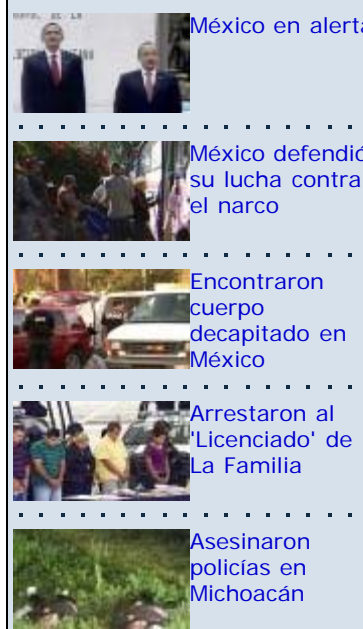 México en alerta
México defendió
su lucha contra
el narco
Encontraron
cuerpo
decapitado en
México
Arrestaron al
'Licenciado' de
La Familia
Asesinaron
policías en
Michoacán